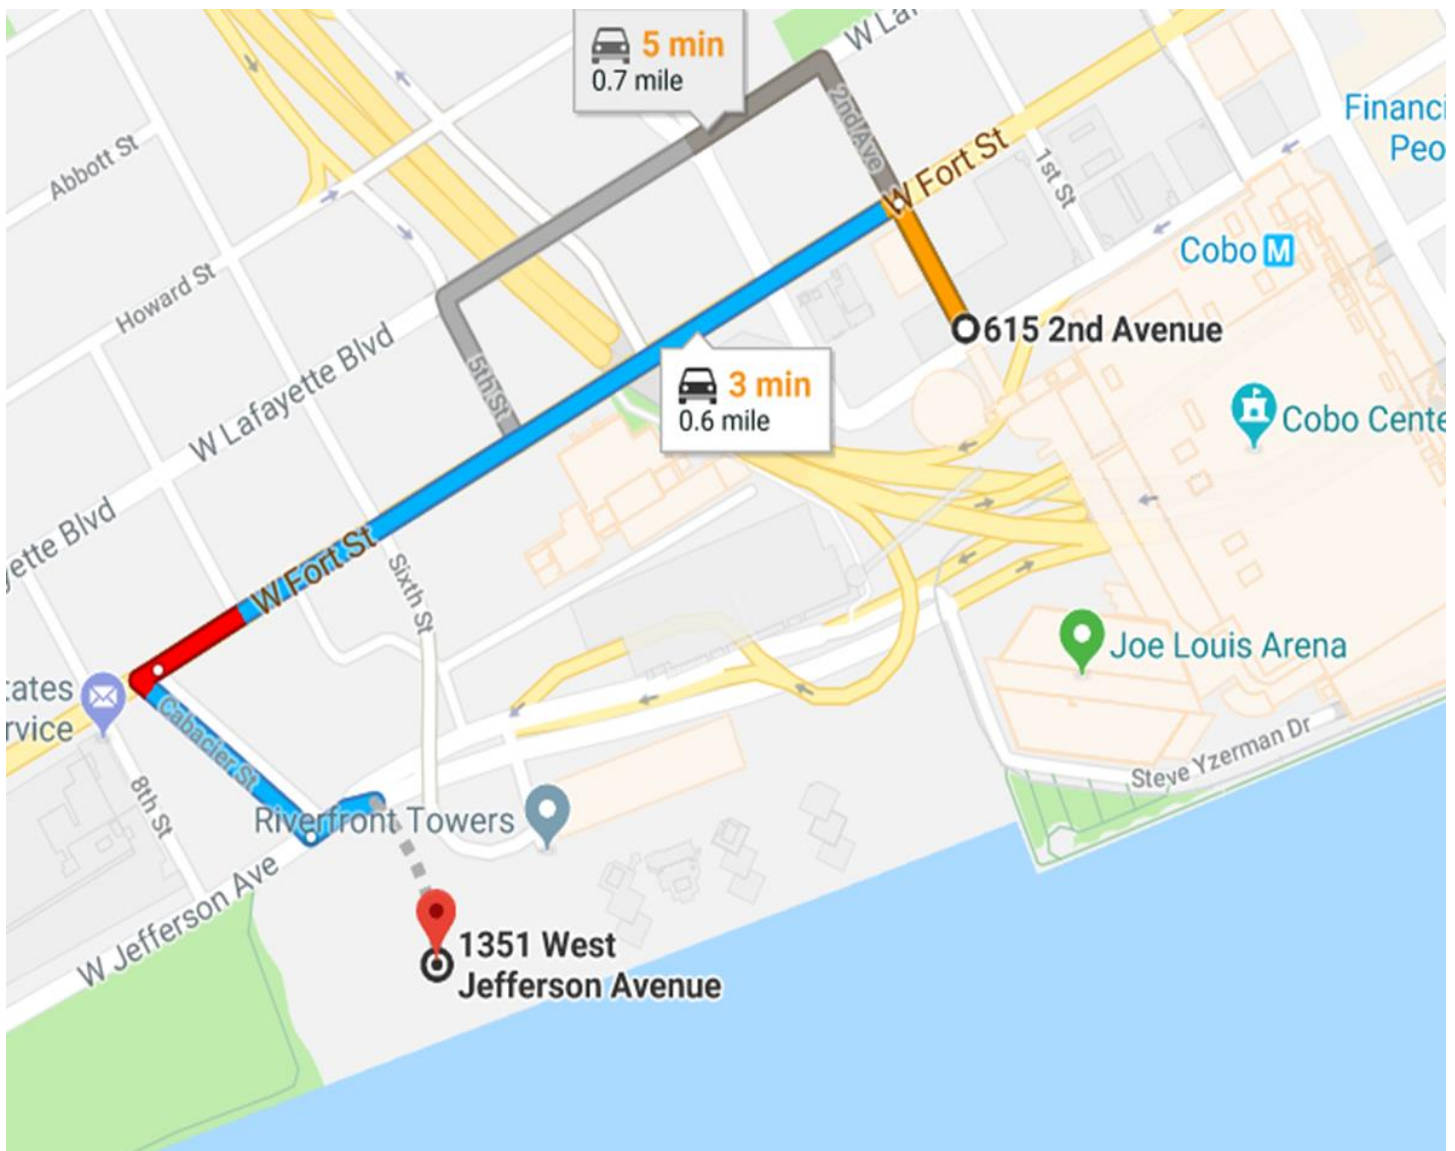 5 min
0.7 mile
W La
Abbott St
2nd Ave
W Fort St
1st St
Financi
Peo
Howard St
Cobo M
615 2nd Avenue
W Lafayette Blvd
5th St
3 min
0.6 mile
Cobo Cente
yette Blvd
W Fort St
Sixth St
Joe Louis Arena
tates
rvice
Cabacier St
8th St
Steve Yzerman Dr
Riverfront Towers
W Jefferson Ave
1351 West
Jefferson Avenue